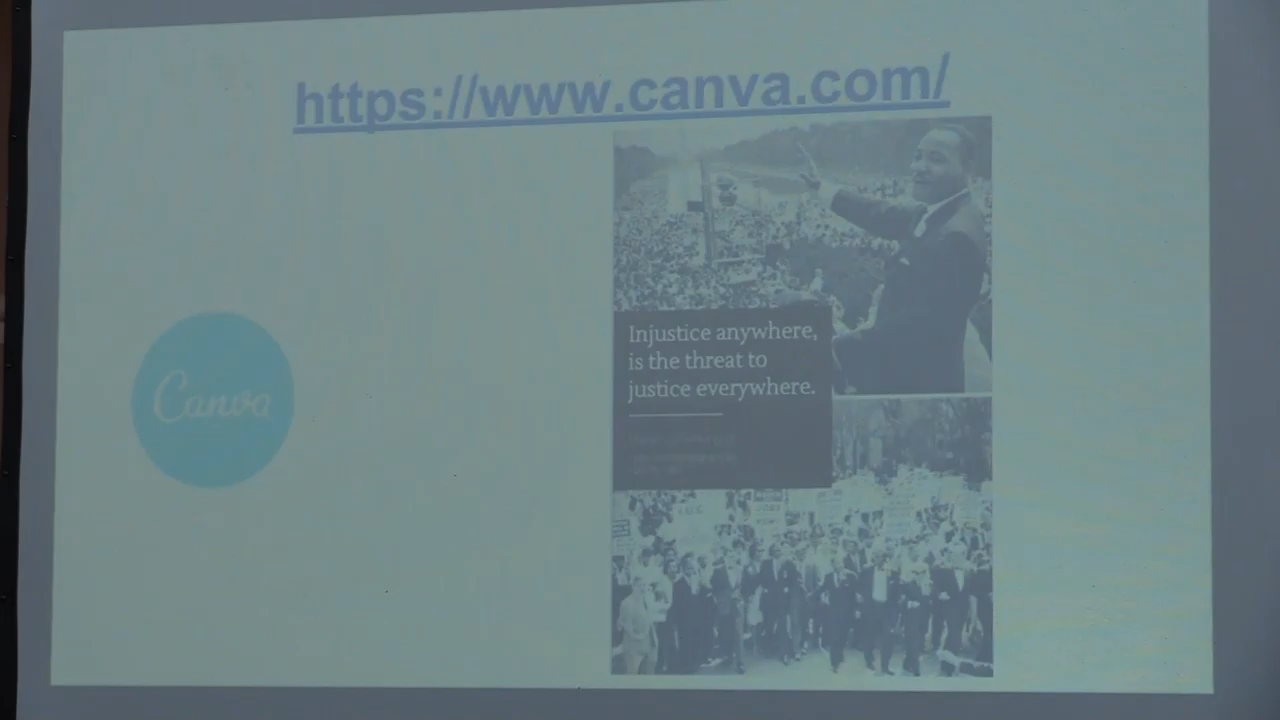 https://www.canva.com/
Canva
Injustice anywhere,
is the threat to
justice everywhere.